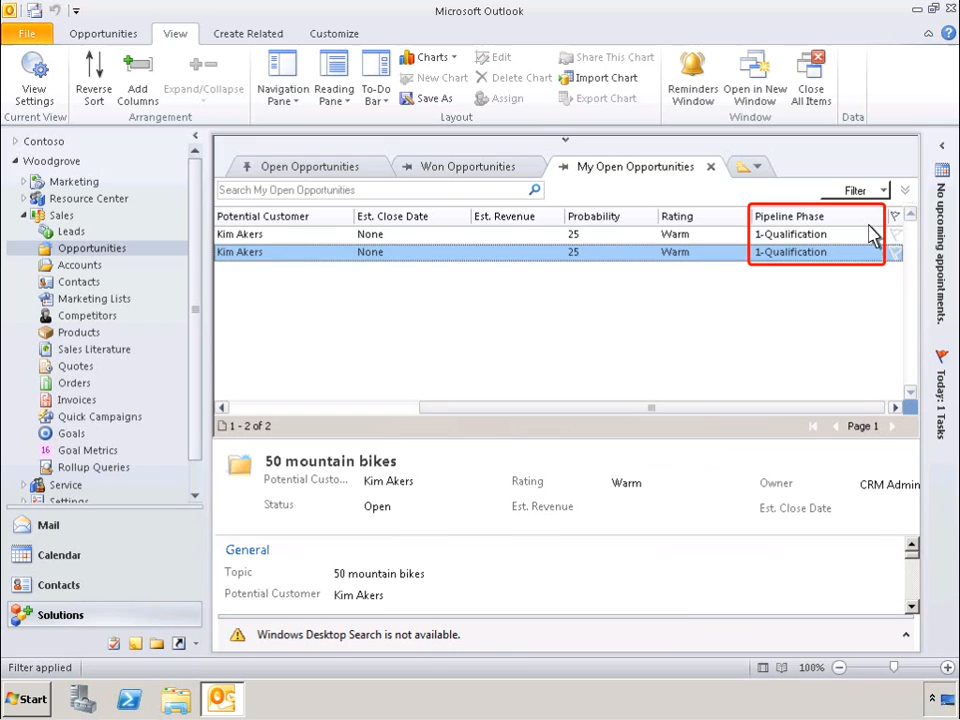 Microsoft Outlook
File Opportunities View Create Related Customize
View Settings
Reverse Sort
Add Columns
Expand/Collapse
Navigation Pane
Reading Pane
To-Do Bar
Charts
New Chart
Save As
Edit
Delete Chart
Assign
Share This Chart
Import Chart
Export Chart
Reminders Window
Open in New Window
Close All Items
Current View Arrangement Layout Window Data
Contoso
Woodgrove
Marketing
Resource Center
Sales
Leads
Opportunities
Accounts
Contacts
Marketing Lists
Competitors
Products
Sales Literature
Quotes
Orders
Invoices
Quick Campaigns
Goals
16 Goal Metrics
Rollup Queries
Service
Settings
Mail
Calendar
Contacts
Solutions
Open Opportunities Won Opportunities My Open Opportunities
Search My Open Opportunities Filter
Potential Customer Est. Close Date Est. Revenue Probability Rating Pipeline Phase
Kim Akers None 25 Warm 1-Qualification
Kim Akers None 25 Warm 1-Qualification
1 - 2 of 2 Page 1
50 mountain bikes
Potential Custo... Kim Akers Rating Warm Owner CRM Admin
Status Open Est. Revenue Est. Close Date
General
Topic 50 mountain bikes
Potential Customer Kim Akers
Windows Desktop Search is not available.
No upcoming appointments.
Today: 1 Tasks
Filter applied 100%
Start